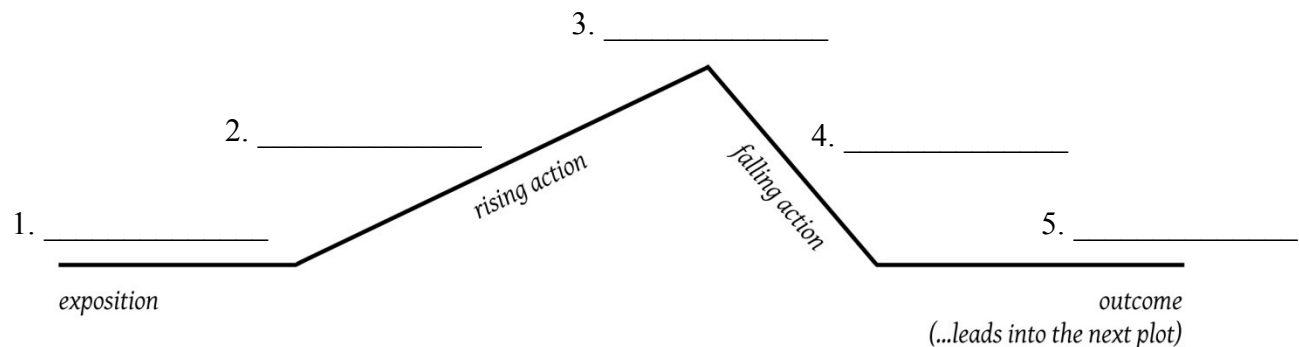 3. ______________
2. ______________
4. ______________
rising action
falling action
1. ______________
5. ______________
exposition
outcome
(...leads into the next plot)